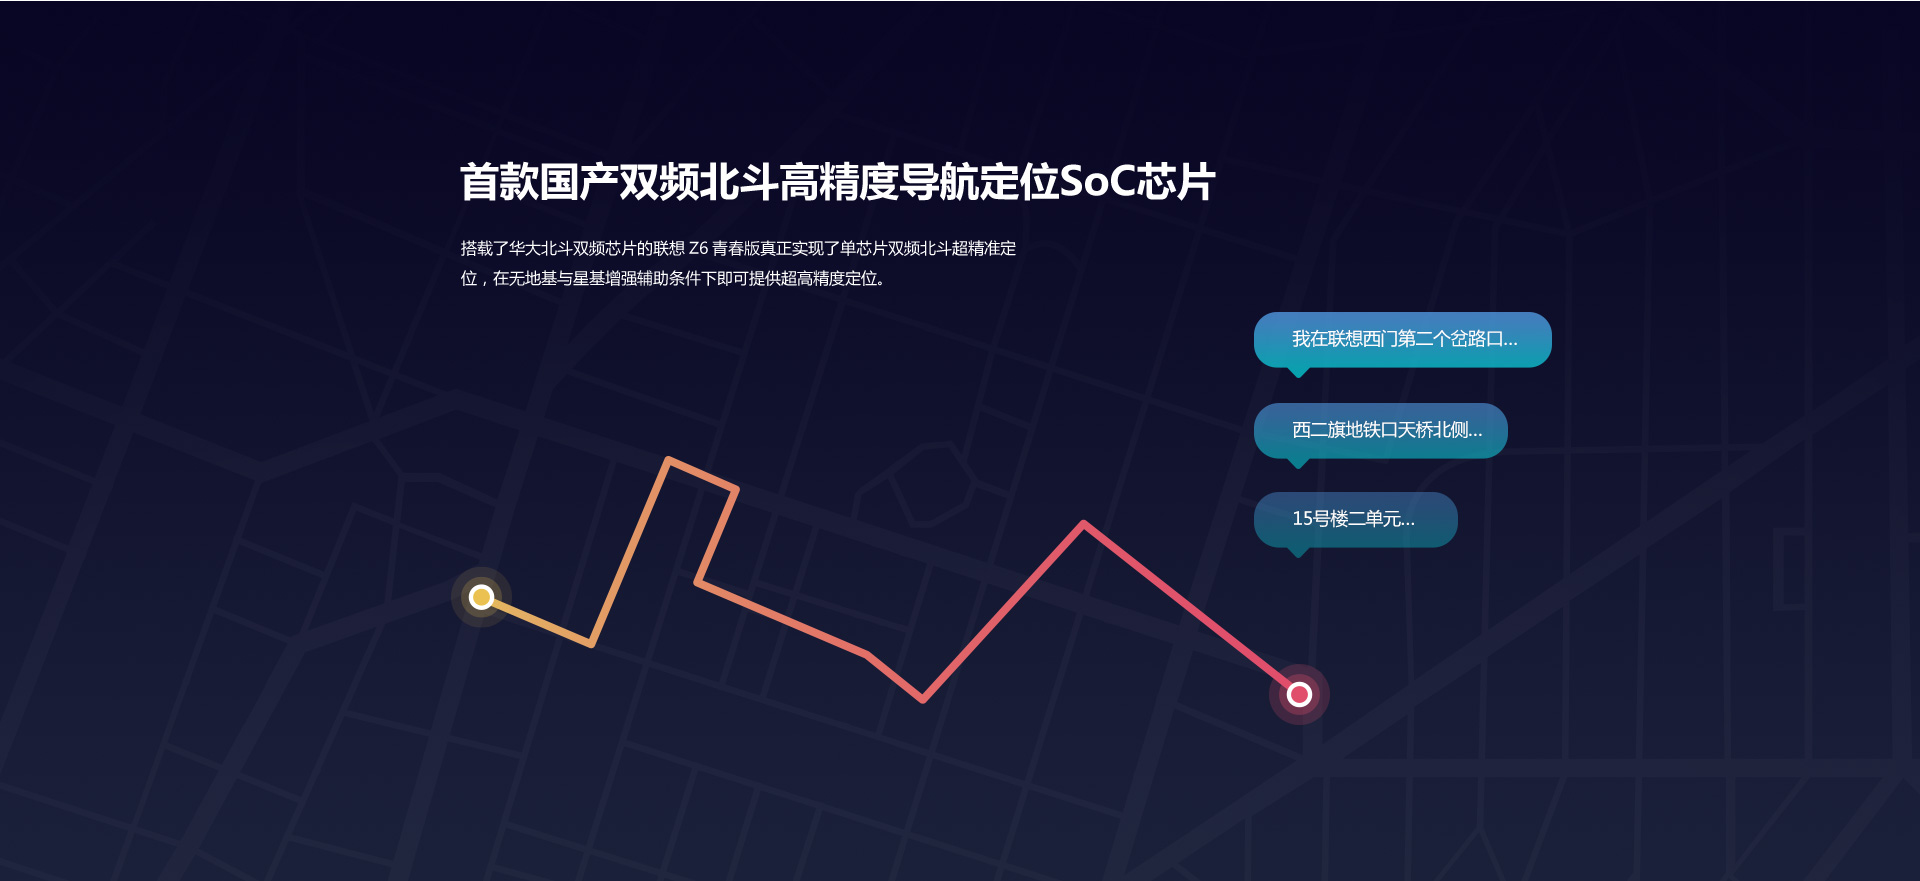 首款国产双频北斗高精度导航定位SoC芯片
搭载了华大北斗双频芯片的联想 Z6 青春版真正实现了单芯片双频北斗超精准定
位，在无地基与星基增强辅助条件下即可提供超高精度定位。
我在联想西门第二个岔路口...
西二旗地铁口天桥北侧...
15号楼二单元...